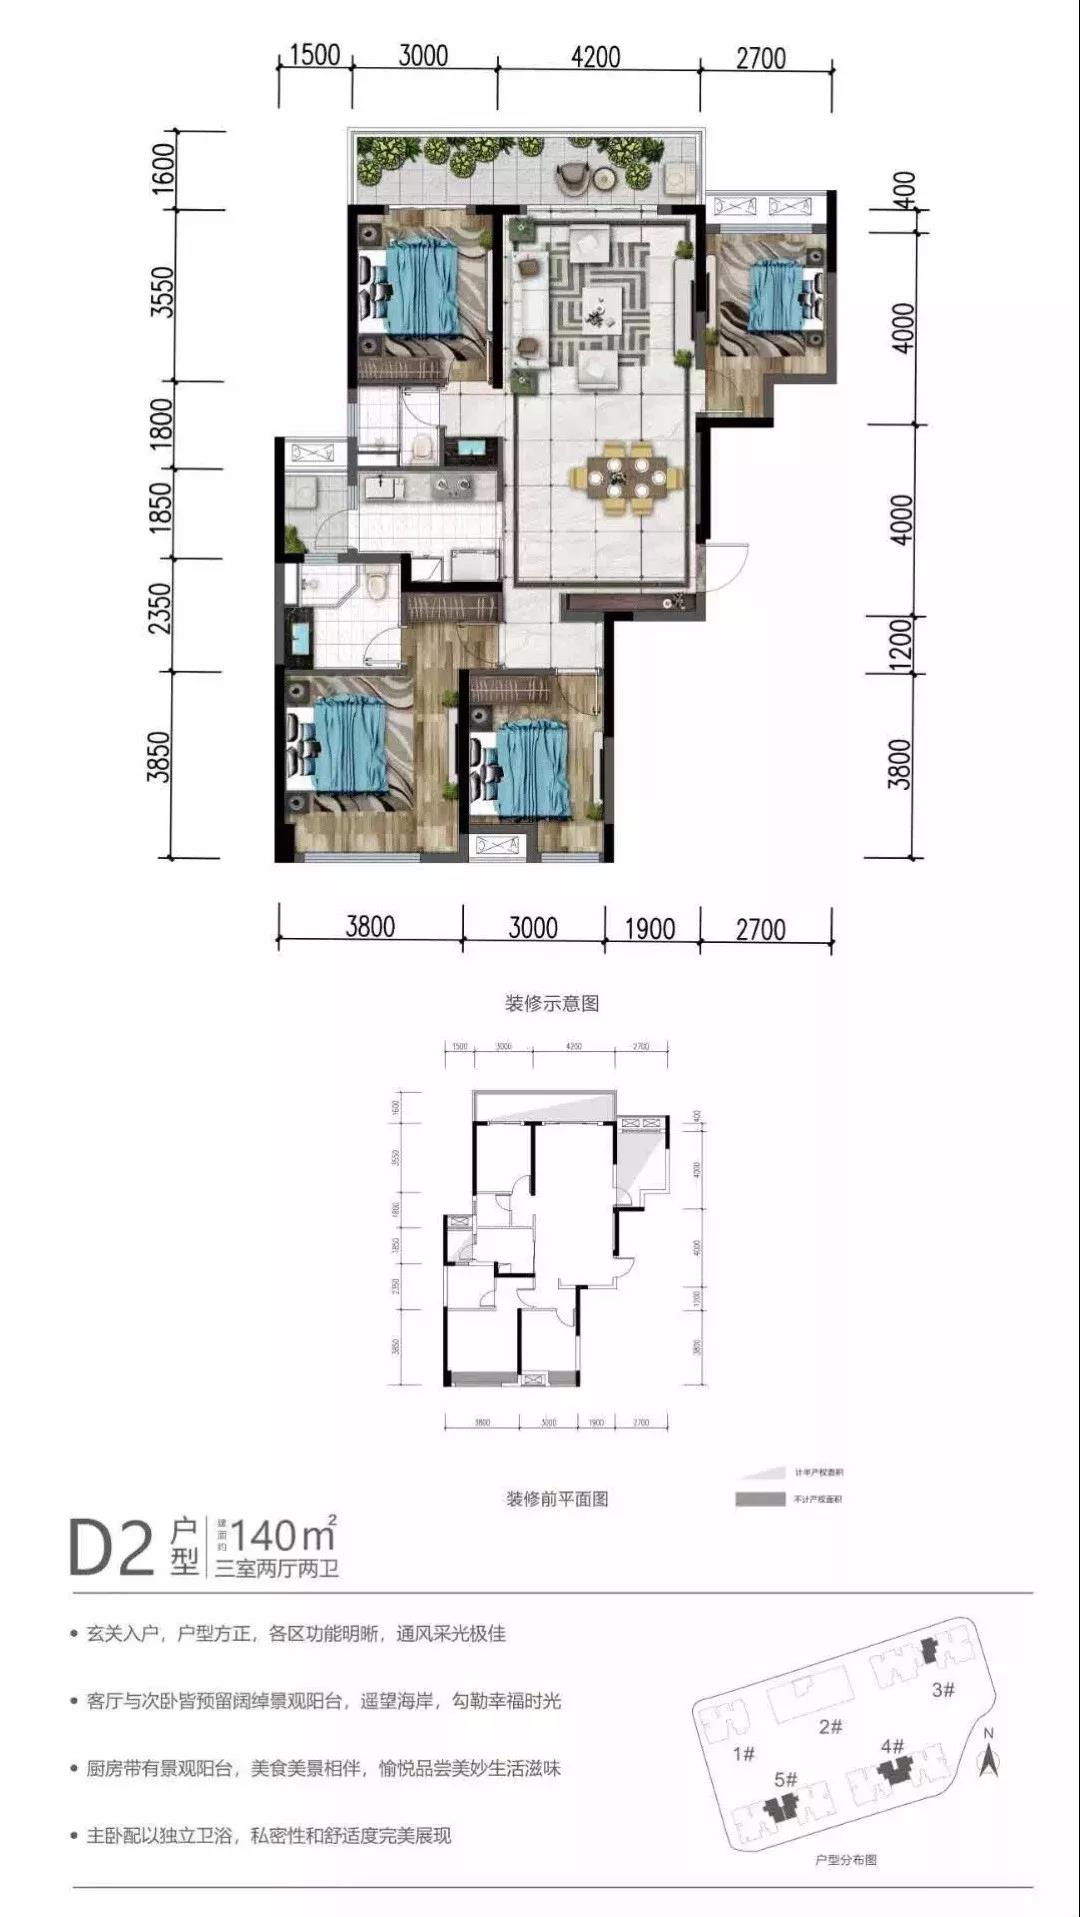 1500 3000 4200 2700
1600
3550
1800
1850
2350
3850
400
4000
4000
1200
3800
3800 3000 1900 2700
装修示意图
1500 3000 4200 2700
1600
3550
1800
1850
2350
3850
400
4000
4000
1200
3800
3800 3000 1900 2700
装修前平面图
计半产权面积
不计产权面积
D2 户型 建面约 140㎡
三室两厅两卫
• 玄关入户，户型方正，各区功能明晰，通风采光极佳
• 客厅与次卧皆预留阔绰景观阳台，遥望海岸，勾勒幸福时光
• 厨房带有景观阳台，美食美景相伴，愉悦品尝美妙生活滋味
• 主卧配以独立卫浴，私密性和舒适度完美展现
1#
2#
3#
4#
5#
N
户型分布图